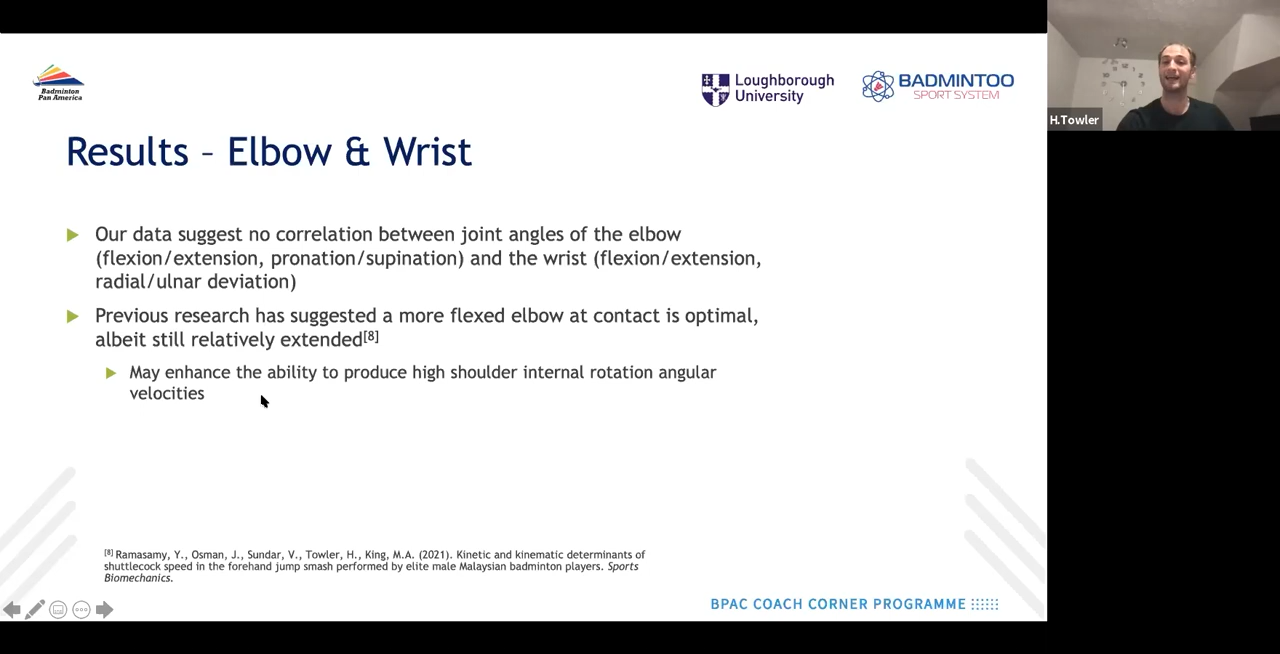 Badminton
Pan America
Loughborough
University
BADMINTOO
SPORT SYSTEM
H.Towler
Results – Elbow & Wrist
Our data suggest no correlation between joint angles of the elbow
(flexion/extension, pronation/supination) and the wrist (flexion/extension,
radial/ulnar deviation)
Previous research has suggested a more flexed elbow at contact is optimal,
albeit still relatively extended[8]
May enhance the ability to produce high shoulder internal rotation angular
velocities
[8] Ramasamy, Y., Osman, J., Sundar, V., Towler, H., King, M.A. (2021). Kinetic and kinematic determinants of
shuttlecock speed in the forehand jump smash performed by elite male Malaysian badminton players. Sports
Biomechanics.
BPAC COACH CORNER PROGRAMME